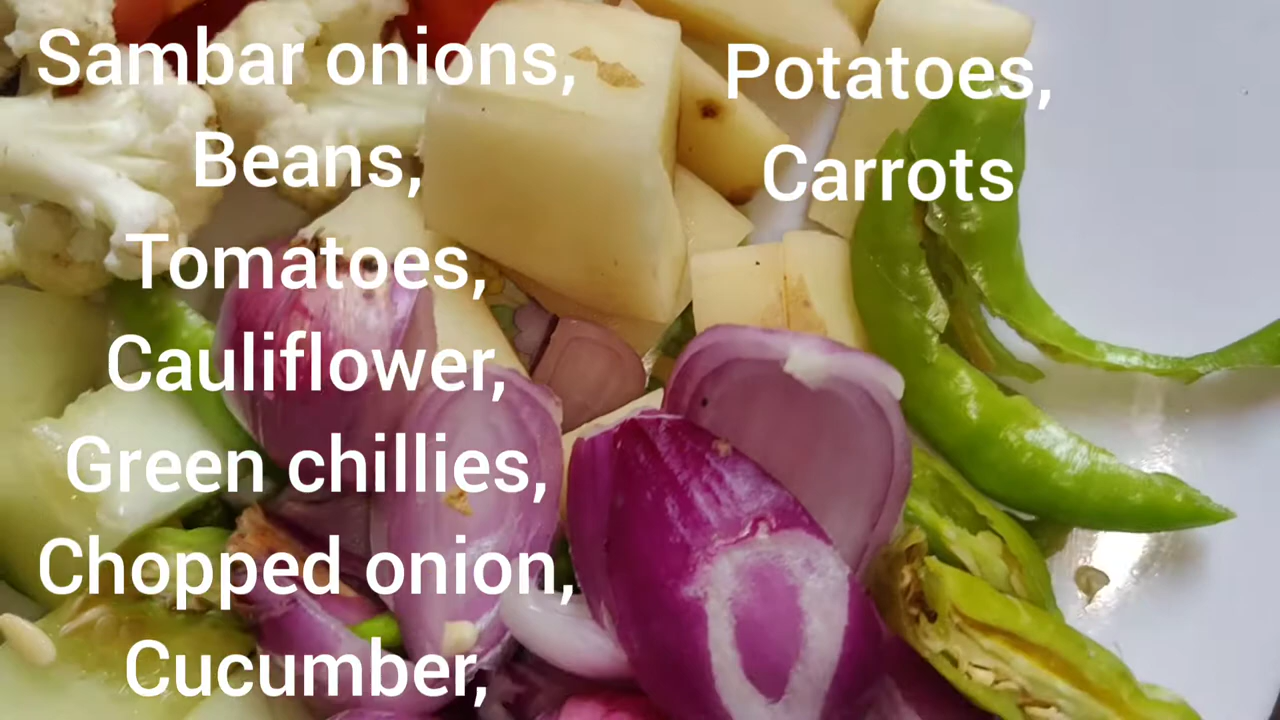 Sambar onions,
Beans,
Tomatoes,
Cauliflower,
Green chillies,
Chopped onion,
Cucumber,
Potatoes,
Carrots